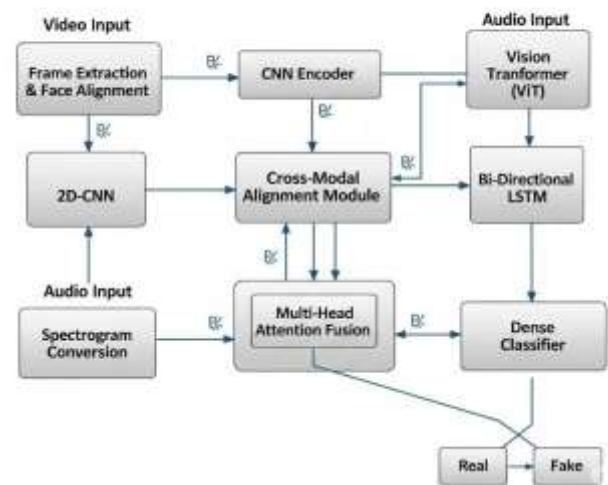 Video Input
Audio Input
Frame Extraction
& Face Alignment
CNN Encoder
Vision
Tranformer
(ViT)
2D-CNN
Cross-Modal
Alignment Module
Bi-Directional
LSTM
Audio Input
Spectrogram
Conversion
Multi-Head
Attention Fusion
Dense
Classifier
Real
Fake